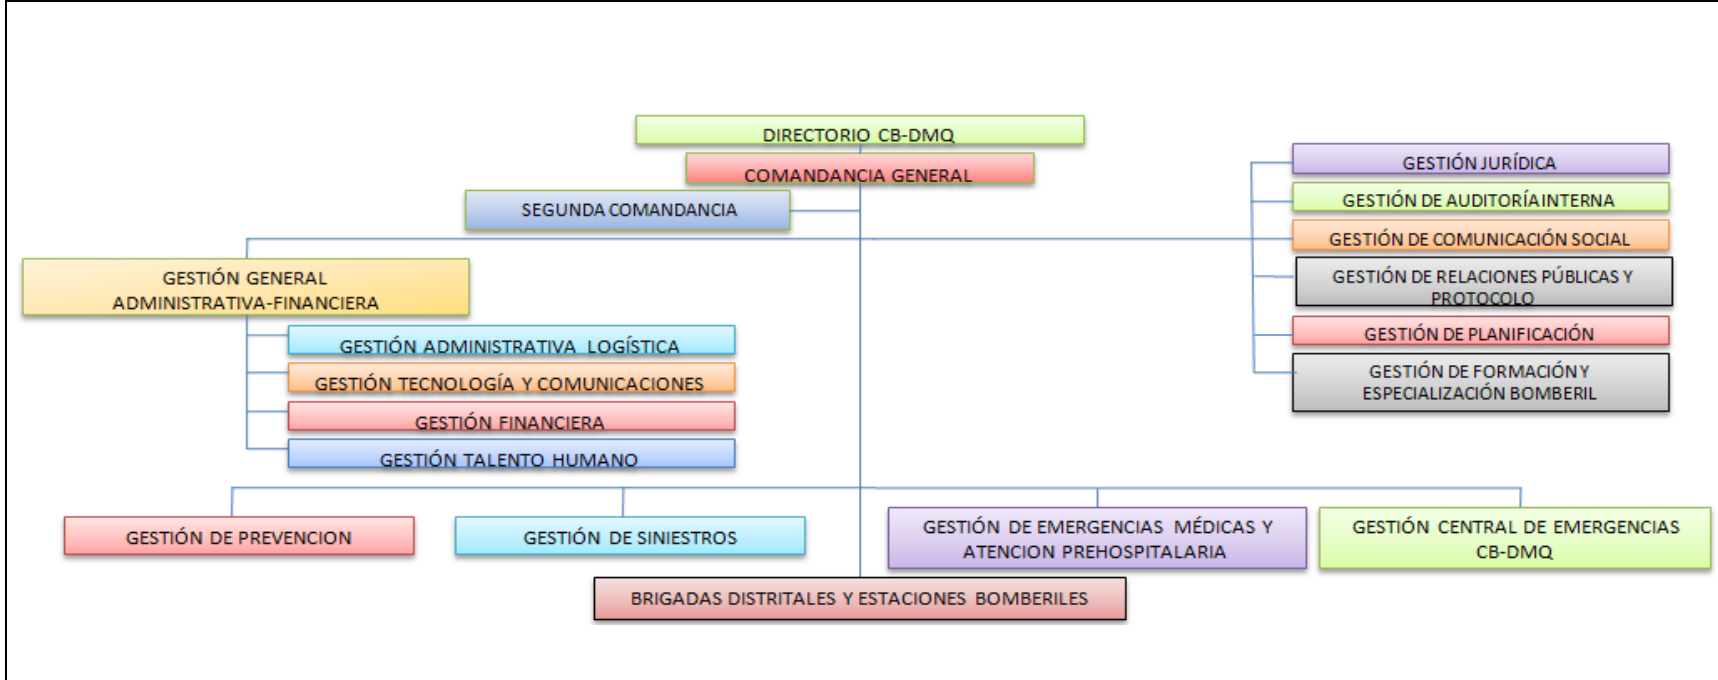 DIRECTORIO CB-DMQ
COMANDANCIA GENERAL
SEGUNDA COMANDANCIA
GESTIÓN JURÍDICA
GESTIÓN DE AUDITORÍA INTERNA
GESTIÓN DE COMUNICACIÓN SOCIAL
GESTIÓN DE RELACIONES PÚBLICAS Y
PROTOCOLO
GESTIÓN DE PLANIFICACIÓN
GESTIÓN DE FORMACIÓN Y
ESPECIALIZACIÓN BOMBERIL
GESTIÓN GENERAL
ADMINISTRATIVA-FINANCIERA
GESTIÓN ADMINISTRATIVA LOGÍSTICA
GESTIÓN TECNOLOGÍA Y COMUNICACIONES
GESTIÓN FINANCIERA
GESTIÓN TALENTO HUMANO
GESTIÓN DE PREVENCION
GESTIÓN DE SINIESTROS
GESTIÓN DE EMERGENCIAS MÉDICAS Y
ATENCION PREHOSPITALARIA
GESTIÓN CENTRAL DE EMERGENCIAS
CB-DMQ
BRIGADAS DISTRITALES Y ESTACIONES BOMBERILES